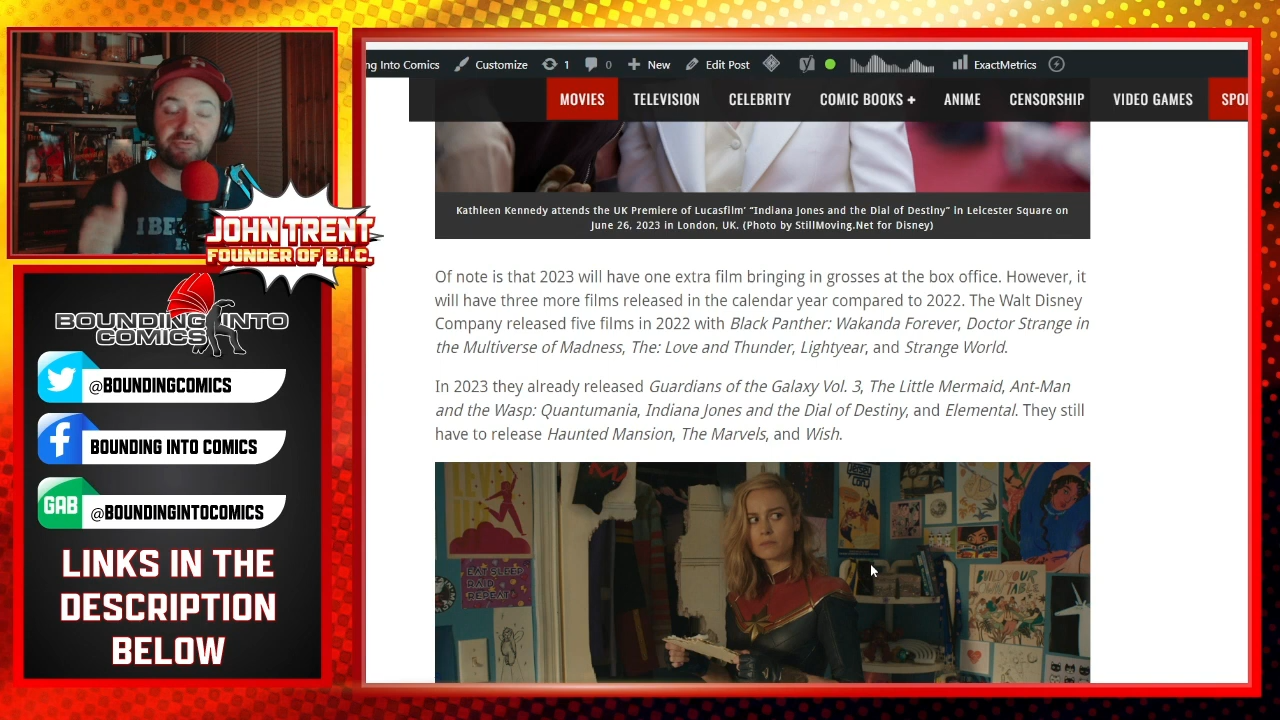 ng Into Comics Customize 1 0 New Edit Post ExactMetrics
MOVIES TELEVISION CELEBRITY COMIC BOOKS + ANIME CENSORSHIP VIDEO GAMES SPO
Kathleen Kennedy attends the UK Premiere of Lucasfilm' "Indiana Jones and the Dial of Destiny" in Leicester Square on
June 26, 2023 in London, UK. (Photo by StillMoving.Net for Disney)
Of note is that 2023 will have one extra film bringing in grosses at the box office. However, it
will have three more films released in the calendar year compared to 2022. The Walt Disney
Company released five films in 2022 with Black Panther: Wakanda Forever, Doctor Strange in
the Multiverse of Madness, The: Love and Thunder, Lightyear, and Strange World.
In 2023 they already released Guardians of the Galaxy Vol. 3, The Little Mermaid, Ant-Man
and the Wasp: Quantumania, Indiana Jones and the Dial of Destiny, and Elemental. They still
have to release Haunted Mansion, The Marvels, and Wish.
EAT SLEEP
RAID
REPEAT
BUILD YOUR
OWN TABLE
I BE
JOHN TRENT
FOUNDER OF B.I.C.
BOUNDING INTO
COMICS
@BOUNDINGCOMICS
BOUNDING INTO COMICS
GAB @BOUNDINGINTOCOMICS
LINKS IN THE
DESCRIPTION
BELOW